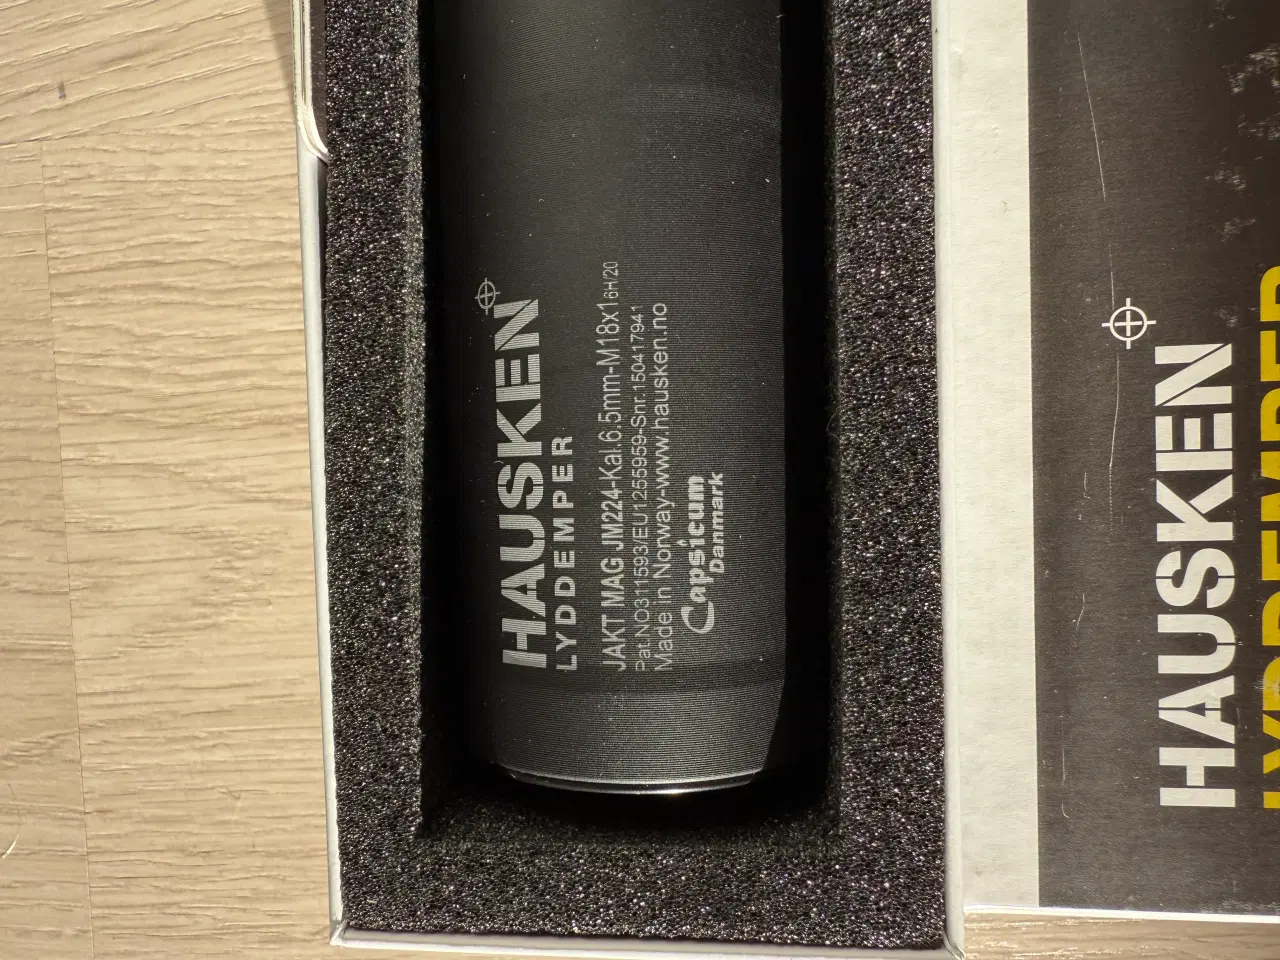 HAUSKEN
LYDDEMPER
JAKT MAG JM224-Kal.6.5mm-M18x1 6H/20
Pat.NO311593/EU1255959-Snr.150417941
Made in Norway-www.hausken.no
Capsicum
Danmark
HAUSKEN
LYDDEMPER